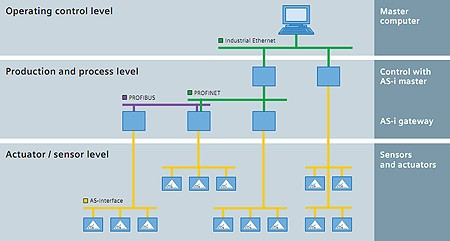 Operating control level
Master
computer
Industrial Ethernet
Production and process level
Control with
AS-i master
PROFIBUS
PROFINET
AS-i gateway
Actuator / sensor level
Sensors
and actuators
AS-Interface